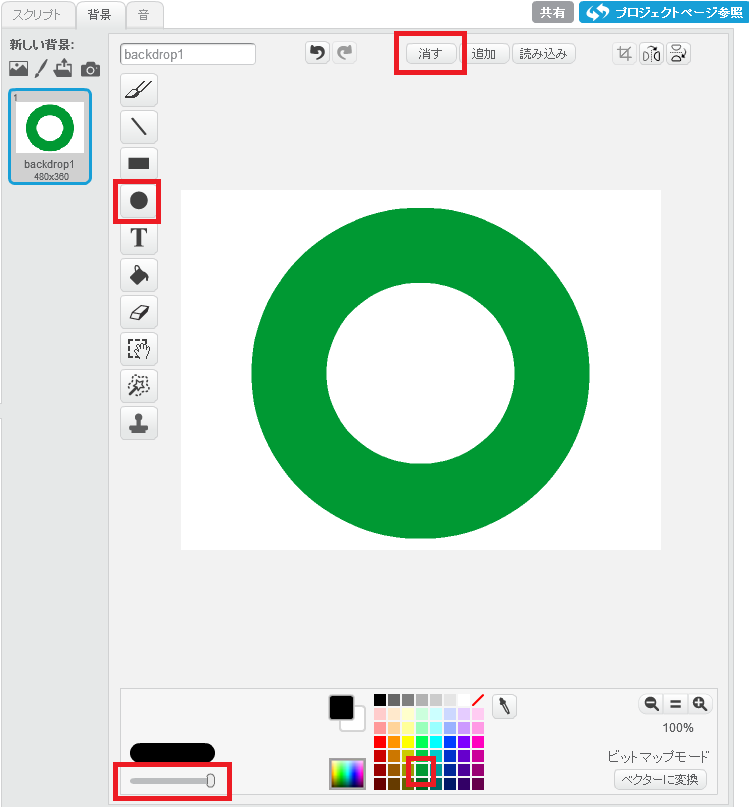 スクリプト 背景 音
共有 プロジェクトページ参照
新しい背景:
backdrop1 消す 追加 読み込み
1
backdrop1
480x360
T
100%
ビットマップモード
ベクターに変換